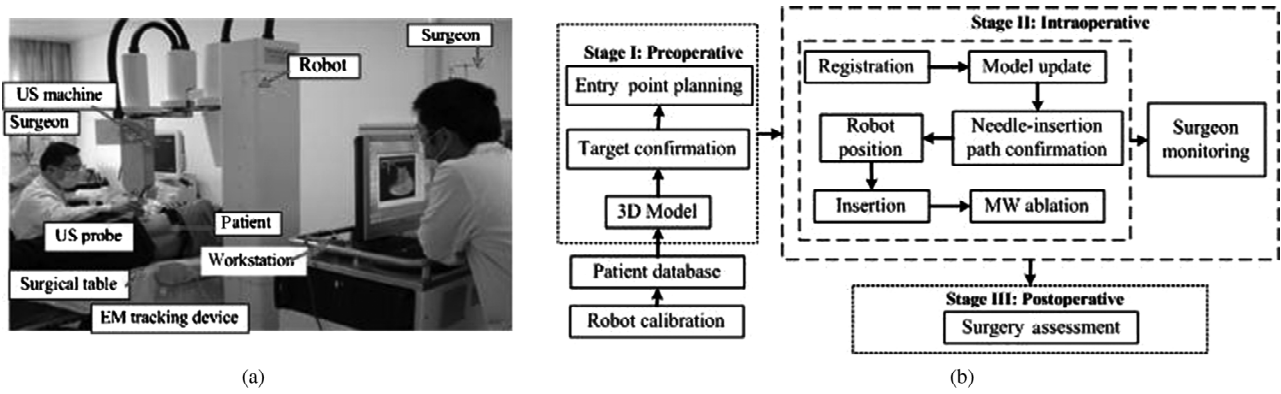 Surgeon
Robot
US machine
Surgeon
US probe
Patient
Workstation
Surgical table
EM tracking device
(a)
Stage I: Preoperative
Entry point planning
Target confirmation
3D Model
Patient database
Robot calibration
Stage II: Intraoperative
Registration
Model update
Robot
position
Needle-insertion
path confirmation
Insertion
MW ablation
Surgeon
monitoring
Stage III: Postoperative
Surgery assessment
(b)